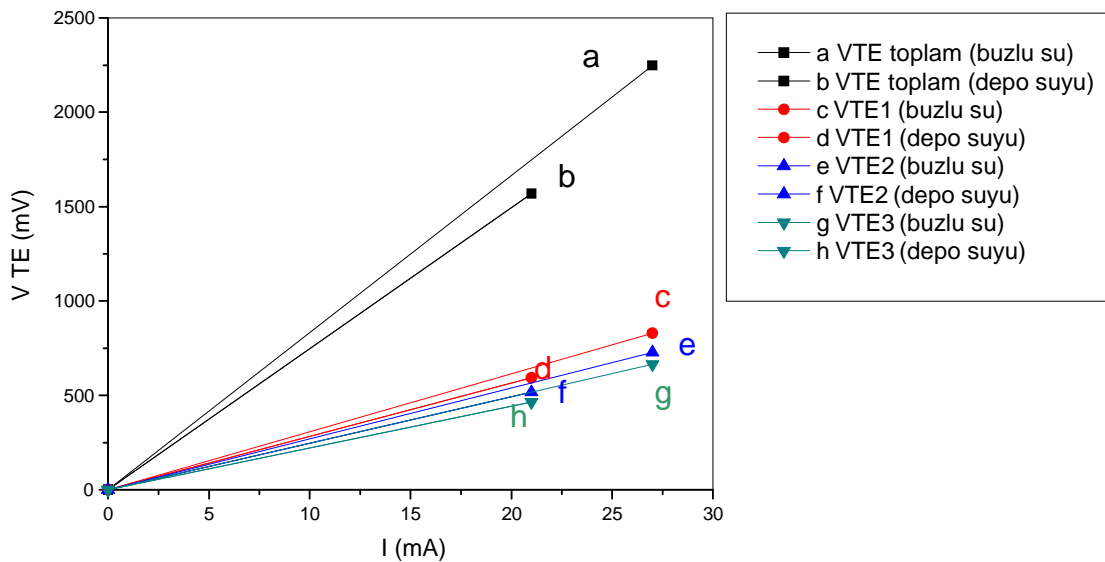 2500
2000
1500
1000
500
0
V TE (mV)
0 5 10 15 20 25 30
I (mA)
a
b
c
d
e
f
g
h
a VTE toplam (buzlu su)
b VTE toplam (depo suyu)
c VTE1 (buzlu su)
d VTE1 (depo suyu)
e VTE2 (buzlu su)
f VTE2 (depo suyu)
g VTE3 (buzlu su)
h VTE3 (depo suyu)